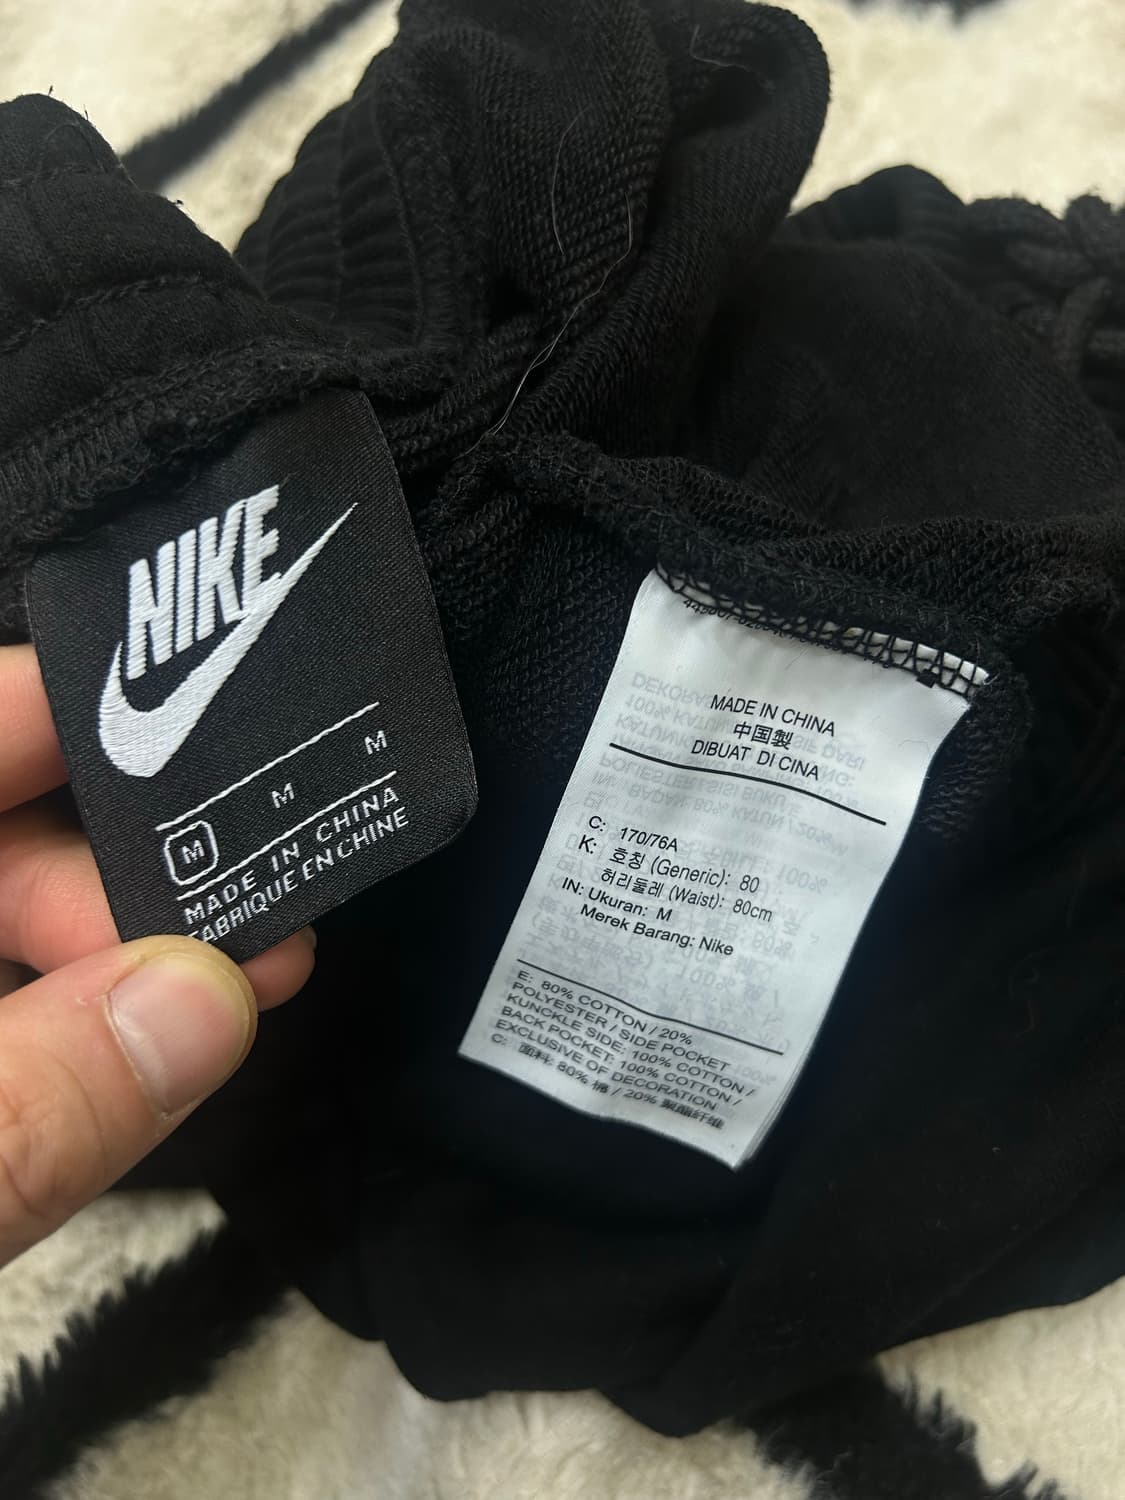 NIKE
M M M
MADE IN CHINA
FABRIQUE EN CHINE
MADE IN CHINA
中国製
DIBUAT DI CINA
C: 170/76A
K: 호칭 (Generic): 80
허리둘레 (Waist): 80cm
IN: Ukuran: M
Merek Barang: Nike
E: 80% COTTON / 20%
POLYESTER / SIDE POCKET
KUNCKLE SIDE: 100% COTTON /
BACK POCKET: 100% COTTON /
EXCLUSIVE OF DECORATION
C: 面料: 80% 棉 / 20% 聚酯纤维